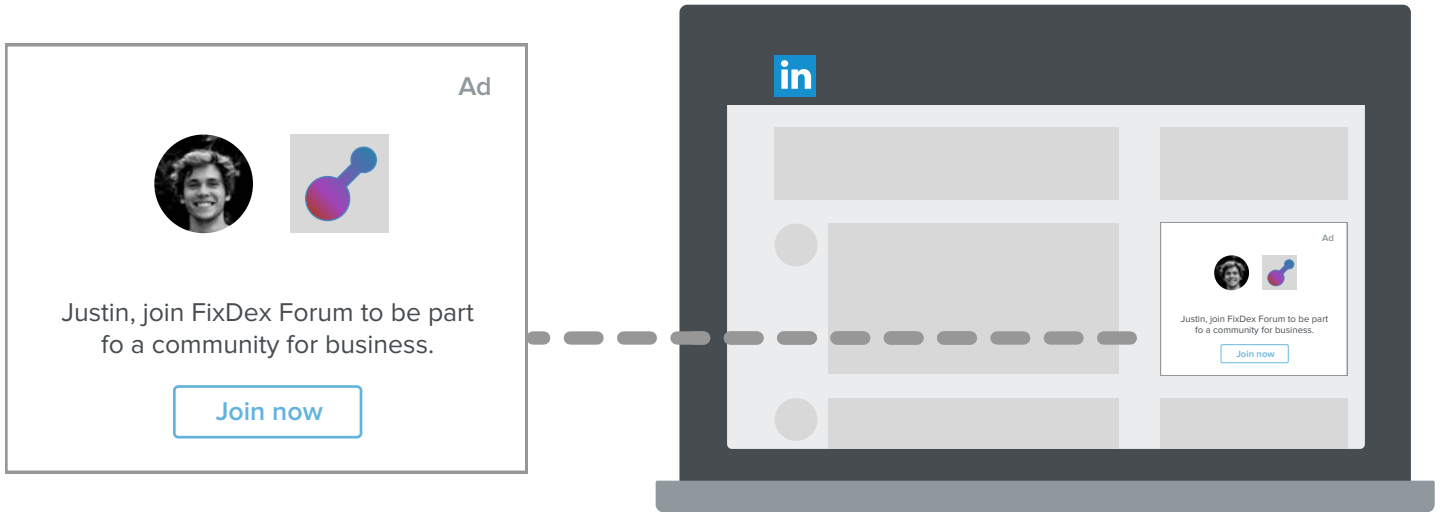 Ad
Justin, join FixDex Forum to be part
fo a community for business.
Join now
in
Ad
Justin, join FixDex Forum to be part
fo a community for business.
Join now